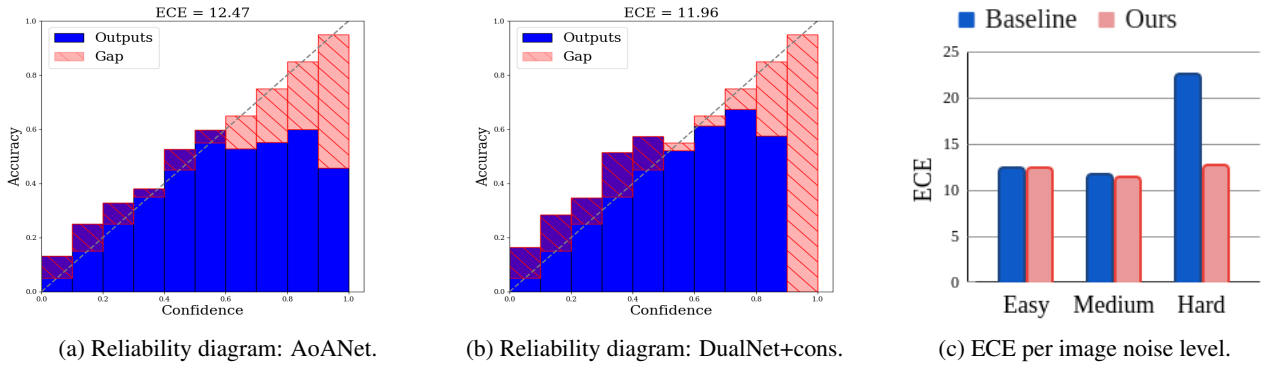 ECE = 12.47
Outputs
Gap
Accuracy
1.0
0.8
0.6
0.4
0.2
0.0
0.0 0.2 0.4 0.6 0.8 1.0
Confidence
(a) Reliability diagram: AoANet.
ECE = 11.96
Outputs
Gap
Accuracy
1.0
0.8
0.6
0.4
0.2
0.0
0.0 0.2 0.4 0.6 0.8 1.0
Confidence
(b) Reliability diagram: DualNet+cons.
Baseline Ours
ECE
25
20
15
10
5
0
Easy Medium Hard
(c) ECE per image noise level.